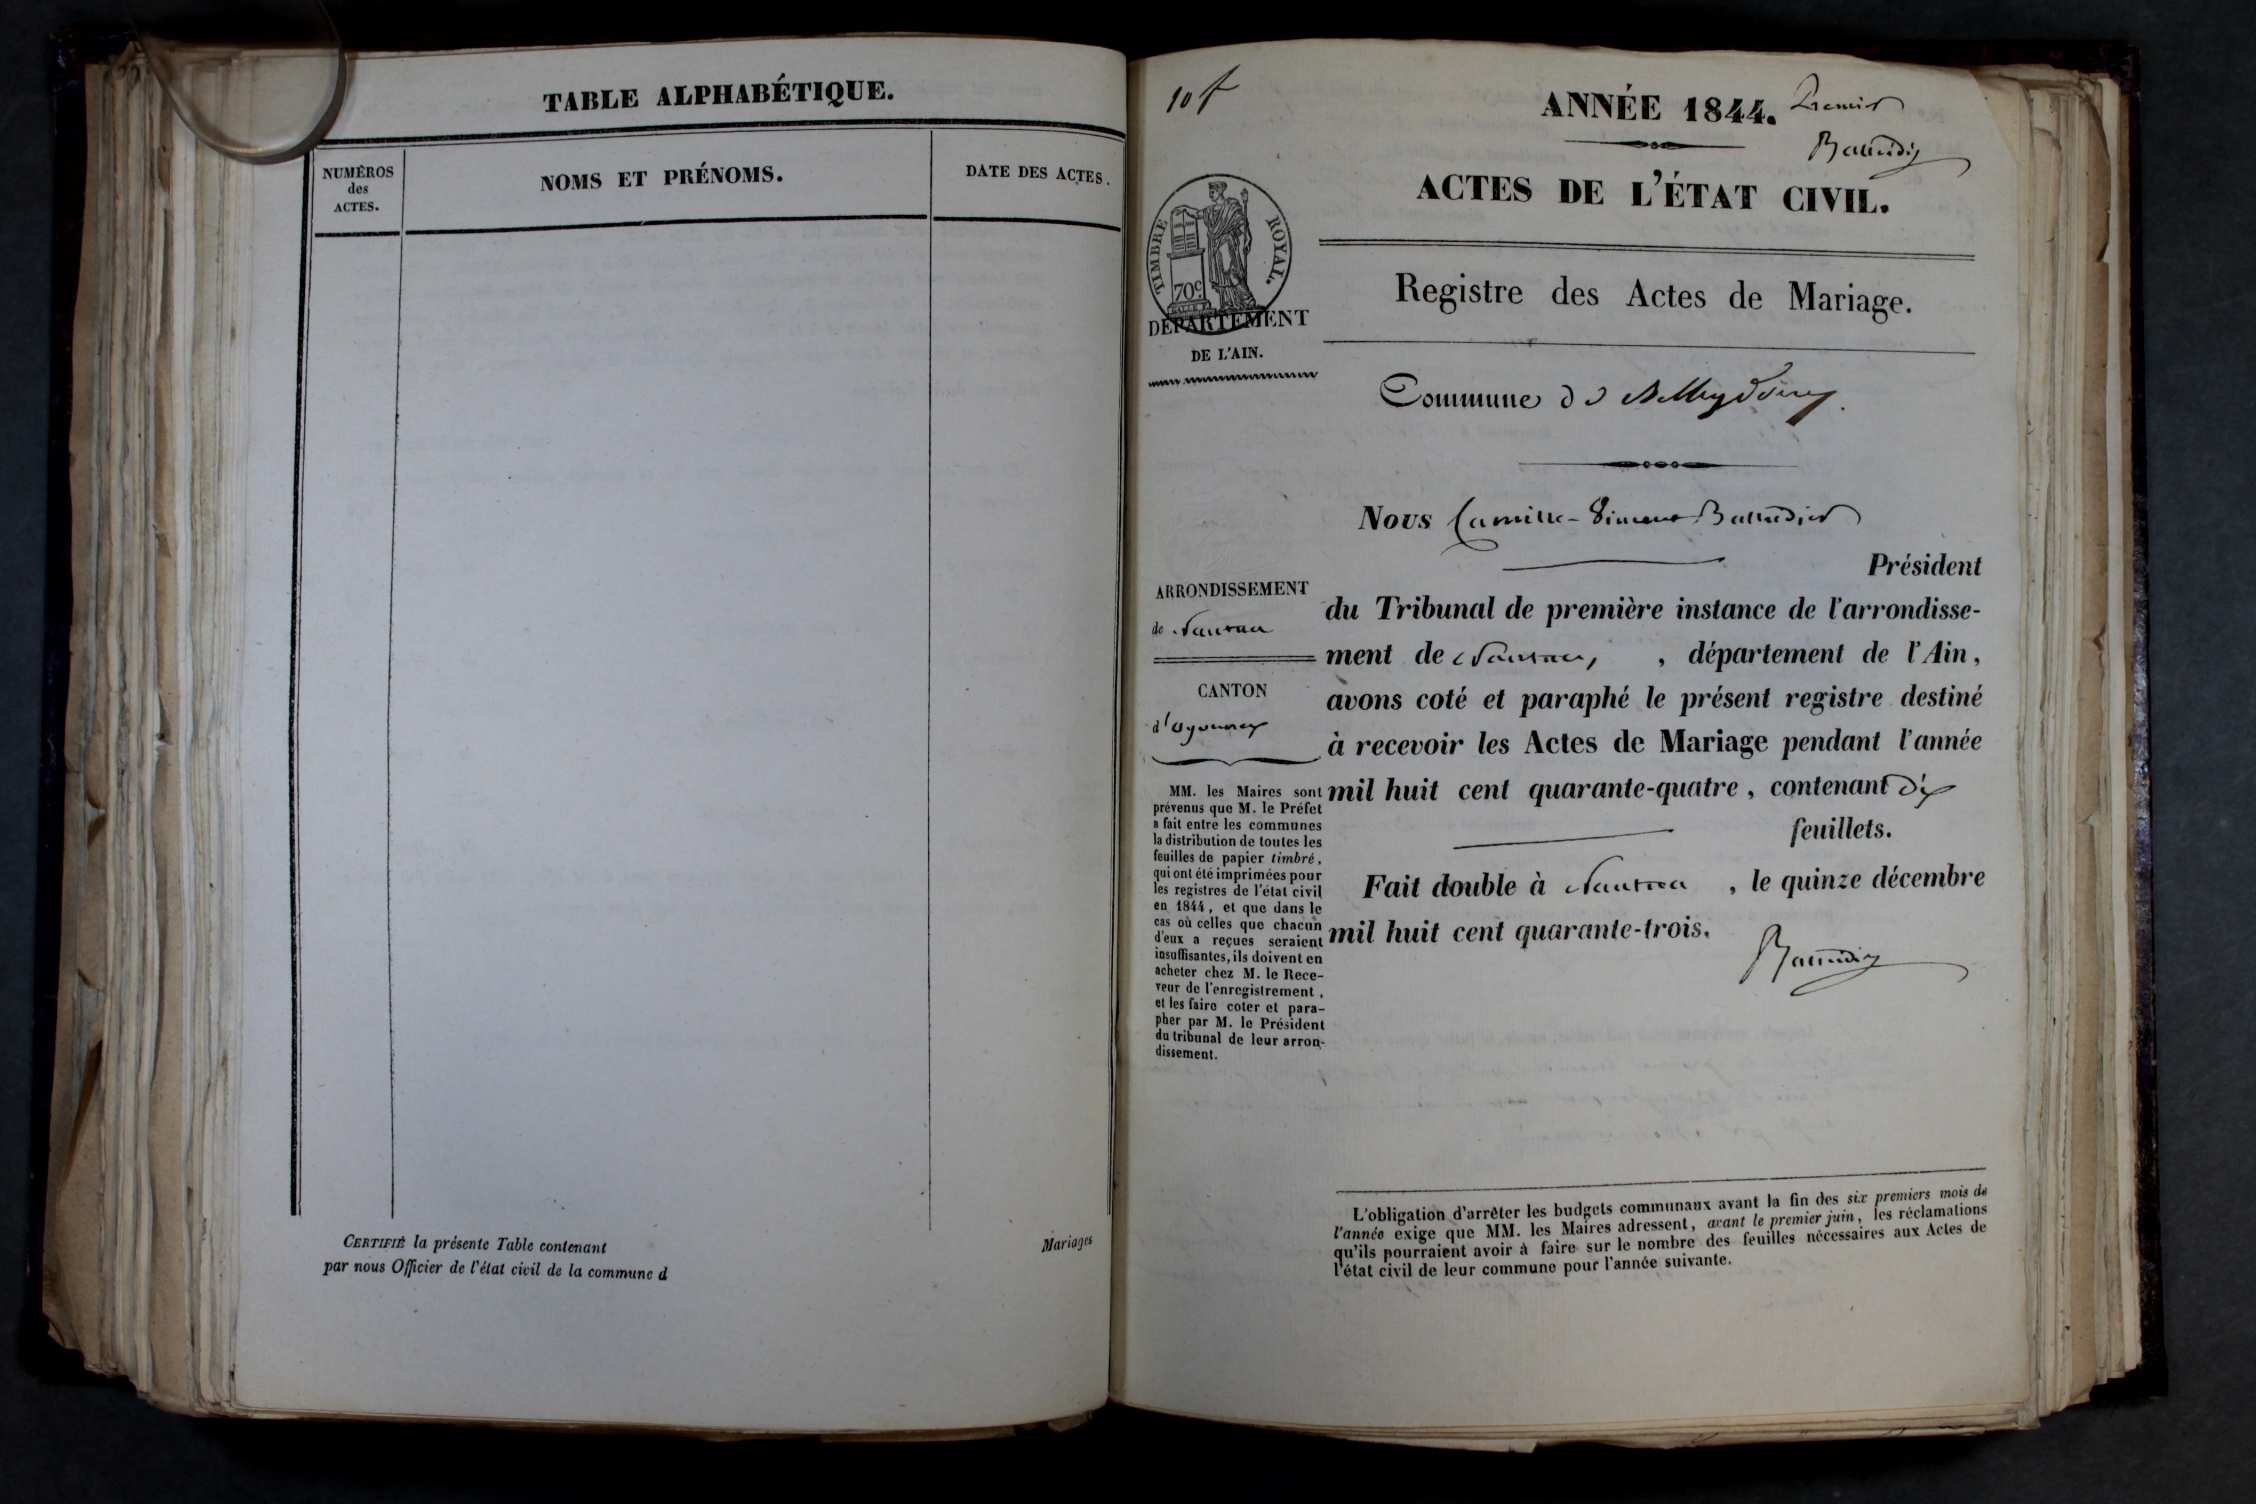 TABLE ALPHABÉTIQUE.
NUMÉROS
des
ACTES.
NOMS ET PRÉNOMS.
DATE DES ACTES.
CERTIFIÉ la présente Table contenant
Mariages
par nous Officier de l'état civil de la commune d
10 f
ANNÉE 1844.
Premier
ACTES DE L'ÉTAT CIVIL.
TIMBRE ROYAL.
70c
Registre des Actes de Mariage.
DÉPARTEMENT
DE L'AIN.
Commune de
Nous Camille-Vincent
Président
ARRONDISSEMENT
de Nantua
du Tribunal de première instance de l'arrondisse-
ment de Nantua, , département de l'Ain,
CANTON
d'Oyonnax
avons coté et paraphé le présent registre destiné
à recevoir les Actes de Mariage pendant l'année
mil huit cent quarante-quatre, contenant dix
feuillets.
Fait double à Nantua , le quinze décembre
mil huit cent quarante-trois.
MM. les Maires sont
prévenus que M. le Préfet
a fait entre les communes
la distribution de toutes les
feuilles de papier timbré,
qui ont été imprimées pour
les registres de l'état civil
en 1844, et que dans le
cas où celles que chacun
d'eux a reçues seraient
insuffisantes, ils doivent en
acheter chez M. le Rece-
veur de l'enregistrement,
et les faire coter et para-
pher par M. le Président
du tribunal de leur arron-
dissement.
L'obligation d'arrêter les budgets communaux avant la fin des six premiers mois de
l'année exige que MM. les Maires adressent, avant le premier juin, les réclamations
qu'ils pourraient avoir à faire sur le nombre des feuilles nécessaires aux Actes de
l'état civil de leur commune pour l'année suivante.